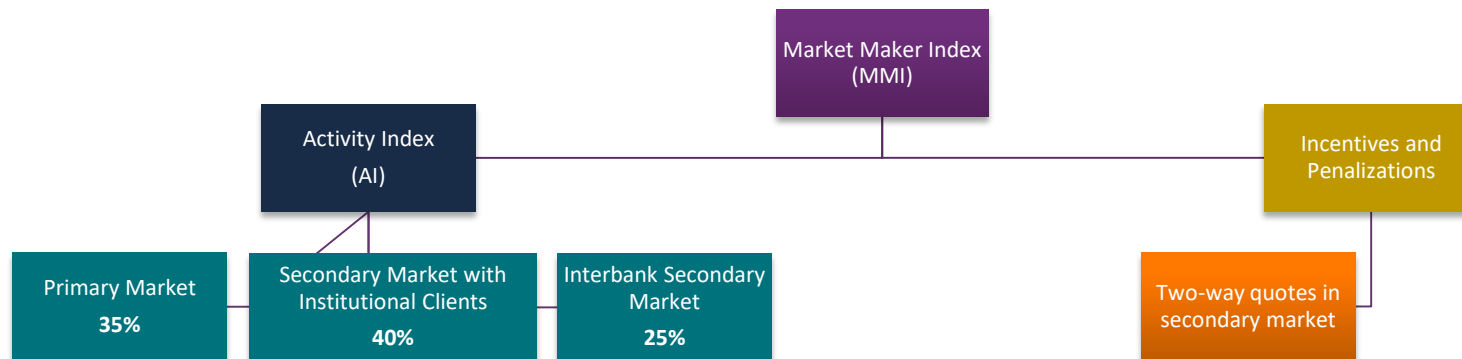 Market Maker Index
(MMI)
Activity Index
(AI)
Incentives and
Penalizations
Primary Market
35%
Secondary Market with
Institutional Clients
40%
Interbank Secondary
Market
25%
Two-way quotes in
secondary market